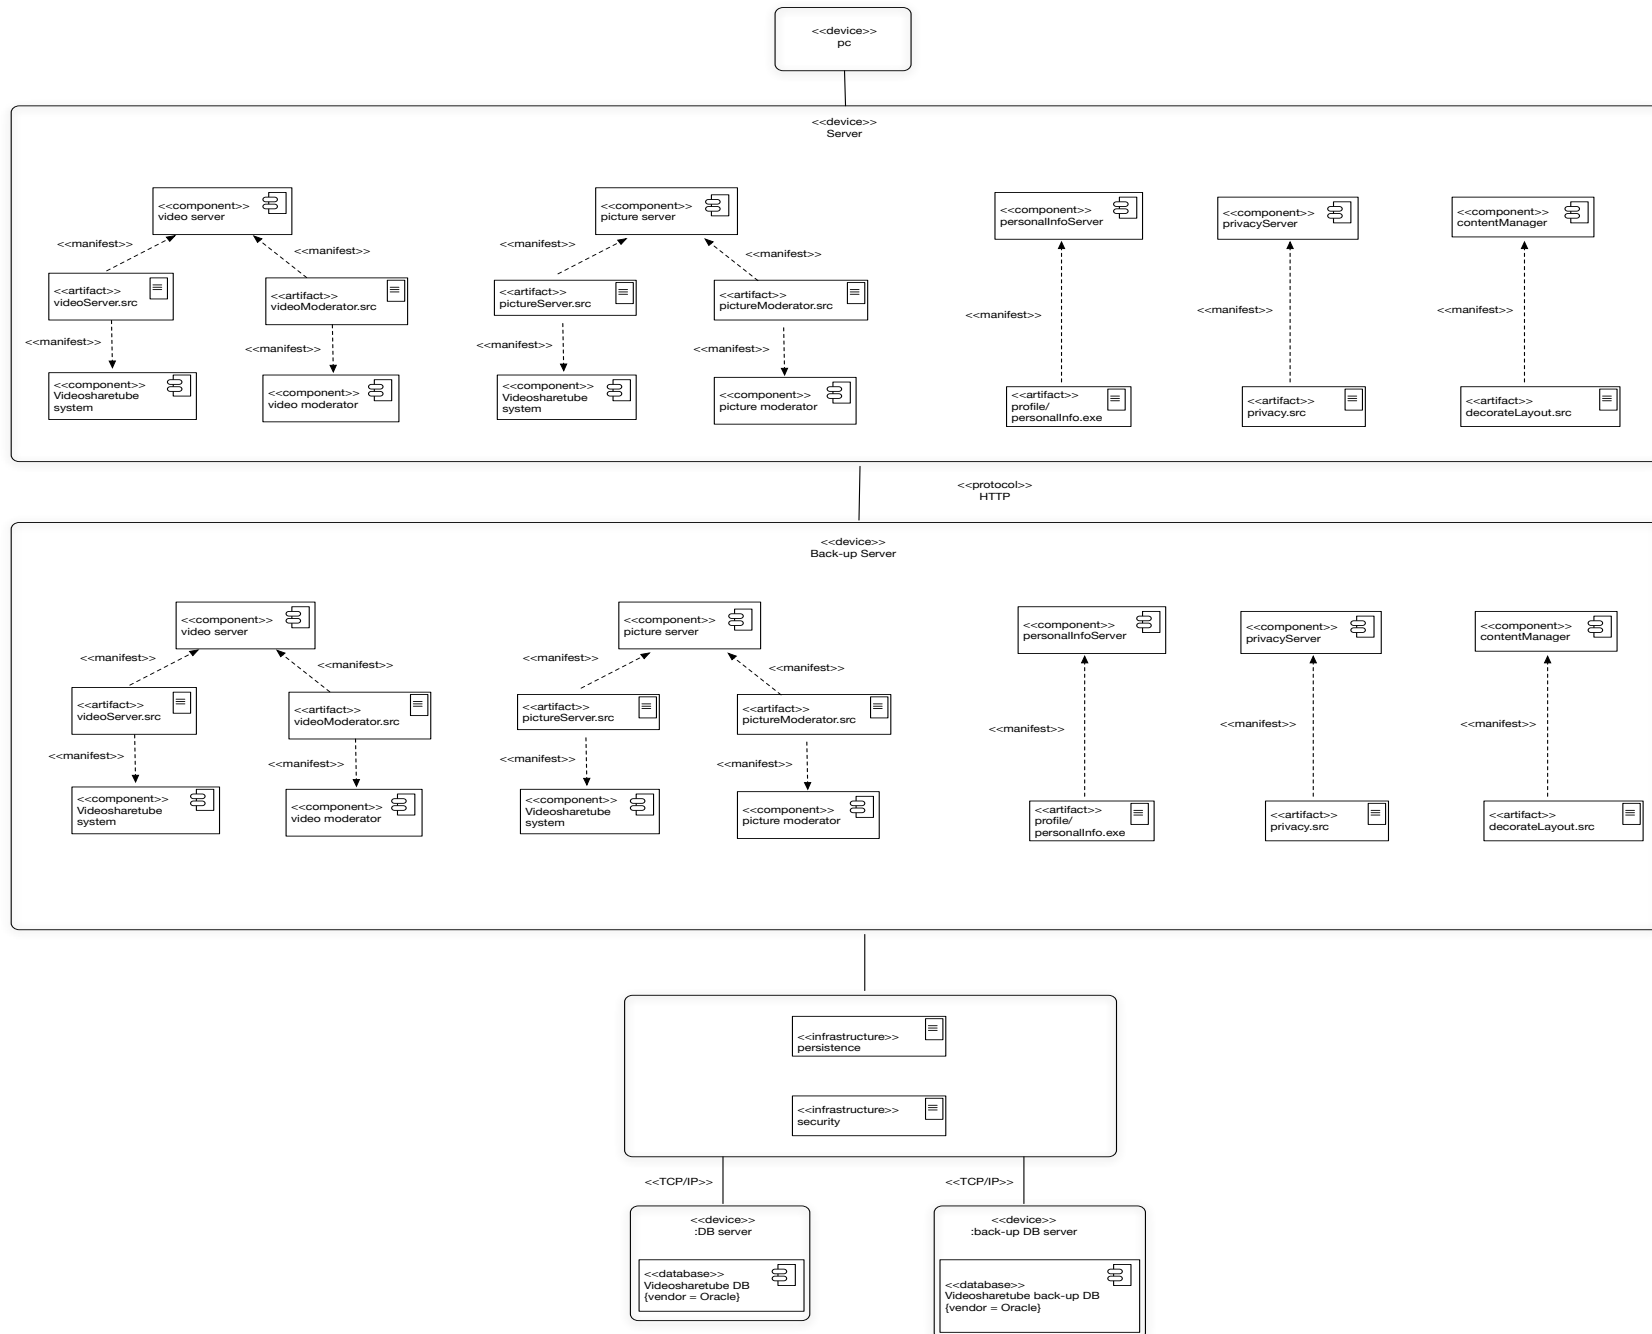 <<device>>
pc
<<device>>
Server
<<component>>
video server
<<component>>
picture server
<<component>>
personalInfoServer
<<component>>
privacyServer
<<component>>
contentManager
<<manifest>>
<<manifest>>
<<manifest>>
<<manifest>>
<<artifact>>
videoServer.src
<<artifact>>
videoModerator.src
<<artifact>>
pictureServer.src
<<artifact>>
pictureModerator.src
<<manifest>>
<<manifest>>
<<manifest>>
<<manifest>>
<<manifest>>
<<manifest>>
<<manifest>>
<<component>>
Videosharetube
system
<<component>>
video moderator
<<component>>
Videosharetube
system
<<component>>
picture moderator
<<artifact>>
profile/
personalInfo.exe
<<artifact>>
privacy.src
<<artifact>>
decorateLayout.src
<<protocol>>
HTTP
<<device>>
Back-up Server
<<component>>
video server
<<component>>
picture server
<<component>>
personalInfoServer
<<component>>
privacyServer
<<component>>
contentManager
<<manifest>>
<<manifest>>
<<manifest>>
<<manifest>>
<<artifact>>
videoServer.src
<<artifact>>
videoModerator.src
<<artifact>>
pictureServer.src
<<artifact>>
pictureModerator.src
<<manifest>>
<<manifest>>
<<manifest>>
<<manifest>>
<<manifest>>
<<manifest>>
<<manifest>>
<<component>>
Videosharetube
system
<<component>>
video moderator
<<component>>
Videosharetube
system
<<component>>
picture moderator
<<artifact>>
profile/
personalInfo.exe
<<artifact>>
privacy.src
<<artifact>>
decorateLayout.src
<<infrastructure>>
persistence
<<infrastructure>>
security
<<TCP/IP>>
<<TCP/IP>>
<<device>>
:DB server
<<database>>
Videosharetube DB
{vendor = Oracle}
<<device>>
:back-up DB server
<<database>>
Videosharetube back-up DB
{vendor = Oracle}